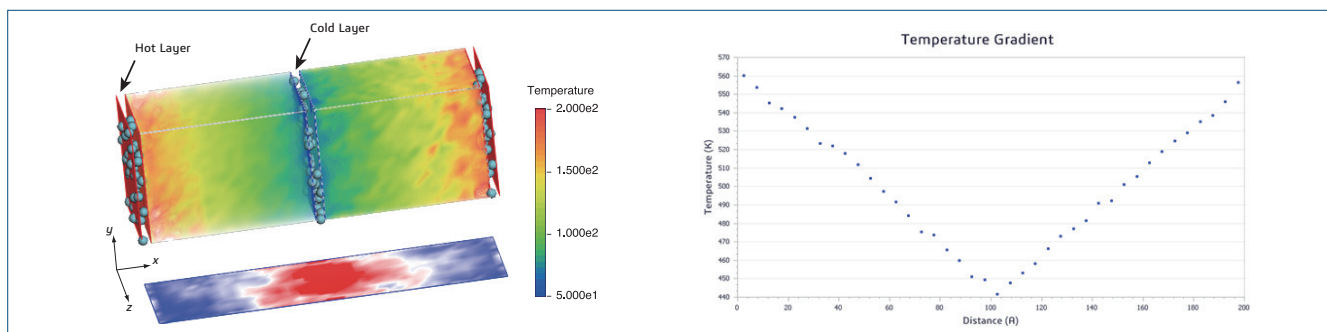 Hot Layer
Cold Layer
Temperature
2.000e2
1.500e2
1.000e2
5.000e1
y
x
z
Temperature Gradient
Temperature (K)
570
560
550
540
530
520
510
500
490
480
470
460
450
440
0 20 40 60 80 100 120 140 160 180 200
Distance (A)